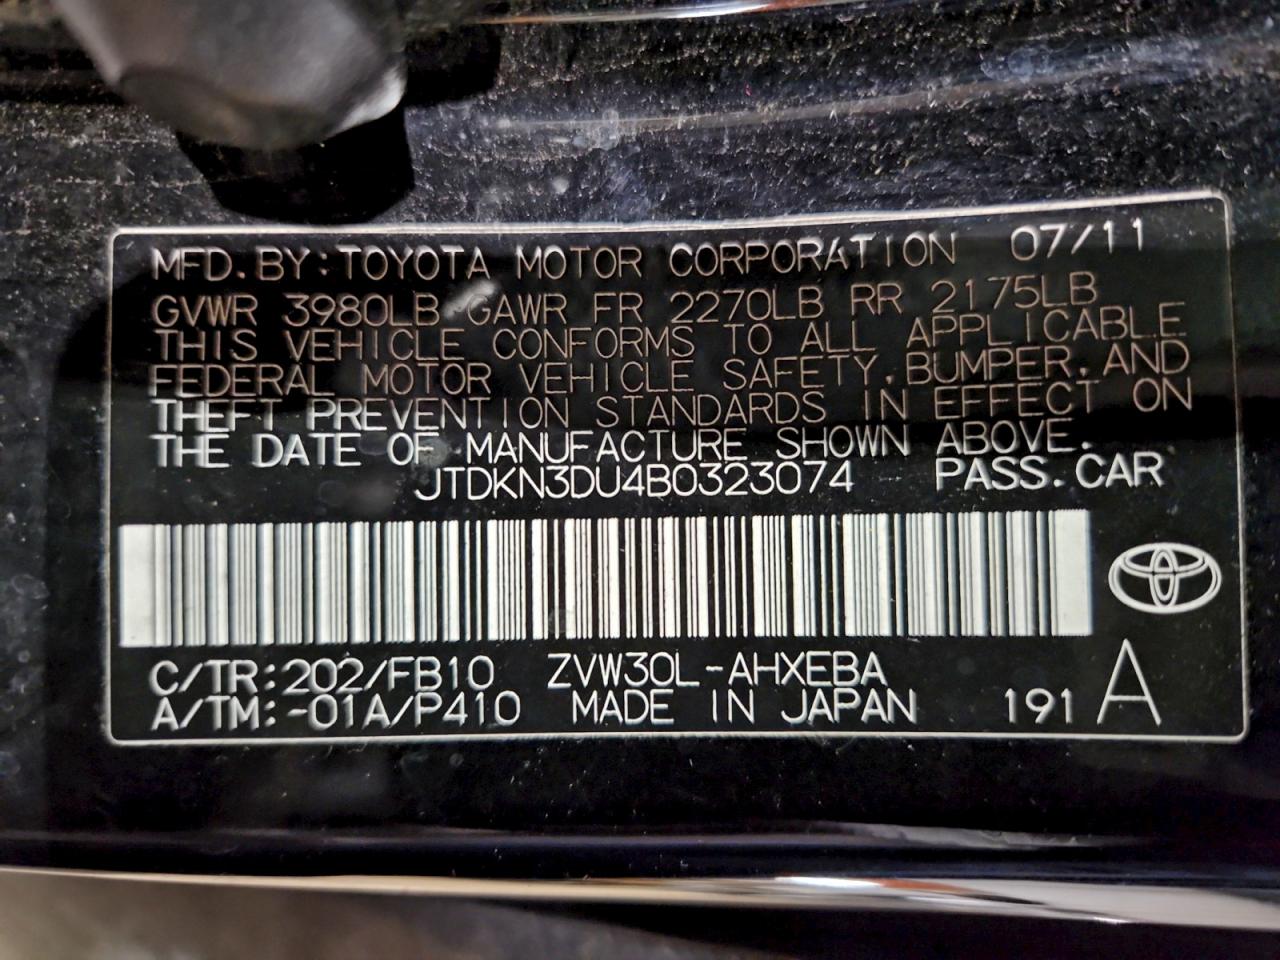 MFD. BY: TOYOTA MOTOR CORPORATION 07/11
GVWR 3980LB GAWR FR 2270LB RR 2175LB
THIS VEHICLE CONFORMS TO ALL APPLICABLE
FEDERAL MOTOR VEHICLE SAFETY, BUMPER, AND
THEFT PREVENTION STANDARDS IN EFFECT ON
THE DATE OF MANUFACTURE SHOWN ABOVE.
JTDKN3DU4B0323074 PASS. CAR
C/TR: 202/FB10 ZVW30L-AHXEBA
A/TM: -01A/P410 MADE IN JAPAN 191 A